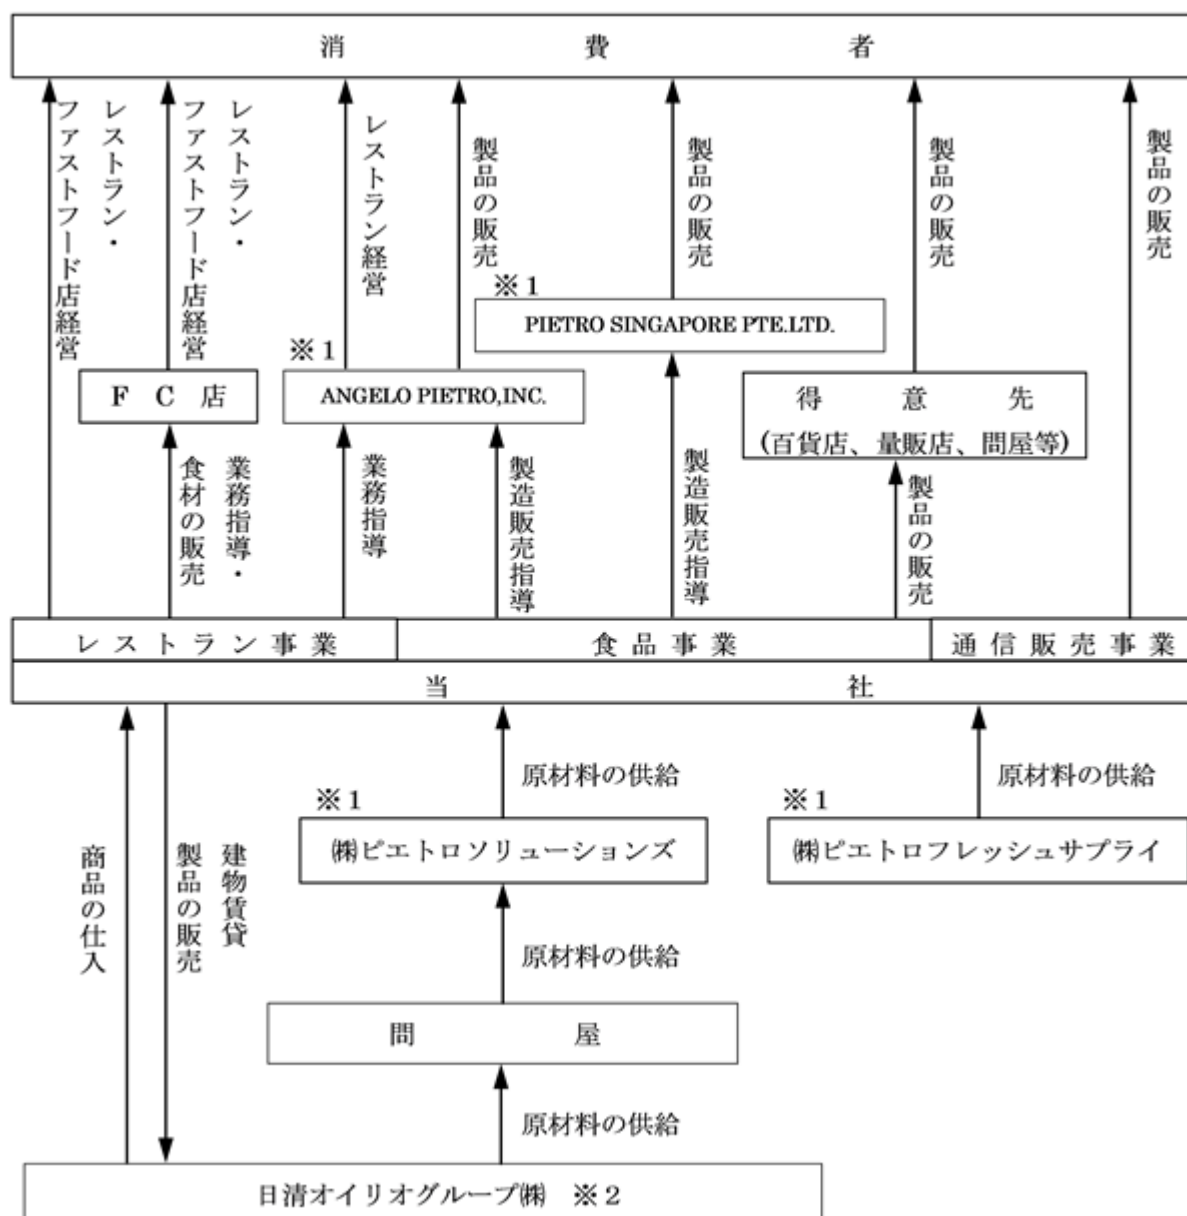 消費者
レストラン・
ファストフード店経営
レストラン・
ファストフード店経営
レストラン経営
製品の販売
製品の販売
製品の販売
製品の販売
※1
PIETRO SINGAPORE PTE.LTD.
※1
FC店
ANGELO PIETRO,INC.
得意先
(百貨店、量販店、問屋等)
業務指導・
食材の販売
業務指導
製造販売指導
製造販売指導
製品の販売
レストラン事業
食品事業
通信販売事業
当社
原材料の供給
原材料の供給
※1
※1
㈱ピエトロソリューションズ
㈱ピエトロフレッシュサプライ
商品の仕入
建物賃貸
製品の販売
原材料の供給
問屋
原材料の供給
日清オイリオグループ㈱ ※2